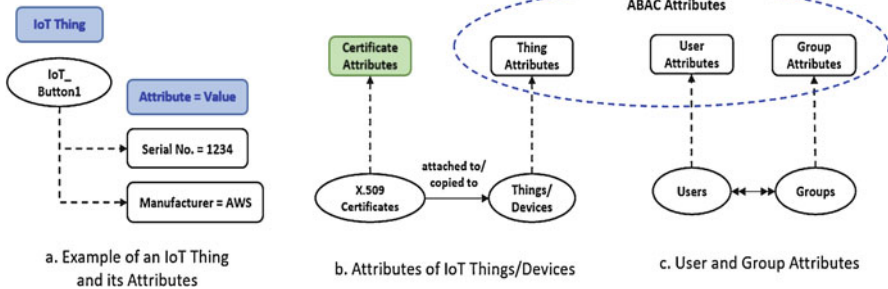 IoT Thing
IoT_
Button1
Attribute = Value
Serial No. = 1234
Manufacturer = AWS
a. Example of an IoT Thing
and its Attributes
Certificate
Attributes
Thing
Attributes
attached to/
copied to
X.509
Certificates
Things/
Devices
b. Attributes of IoT Things/Devices
ABAC Attributes
User
Attributes
Group
Attributes
Users
Groups
c. User and Group Attributes